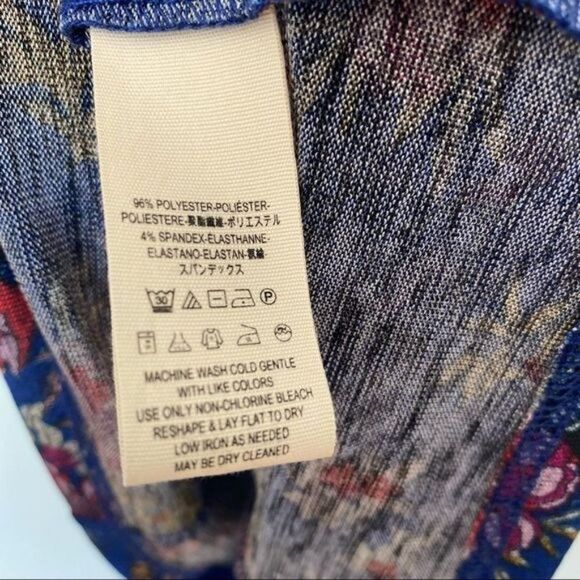 96% POLYESTER-POLIÉSTER-
POLIESTERE-聚酯纖維-ポリエステル
4% SPANDEX-ÉLASTHANNE-
ELASTANO-ELASTAN-氨綸-
スパンデックス
30 P
MACHINE WASH COLD GENTLE
WITH LIKE COLORS
USE ONLY NON-CHLORINE BLEACH
RESHAPE & LAY FLAT TO DRY
LOW IRON AS NEEDED
MAY BE DRY CLEANED